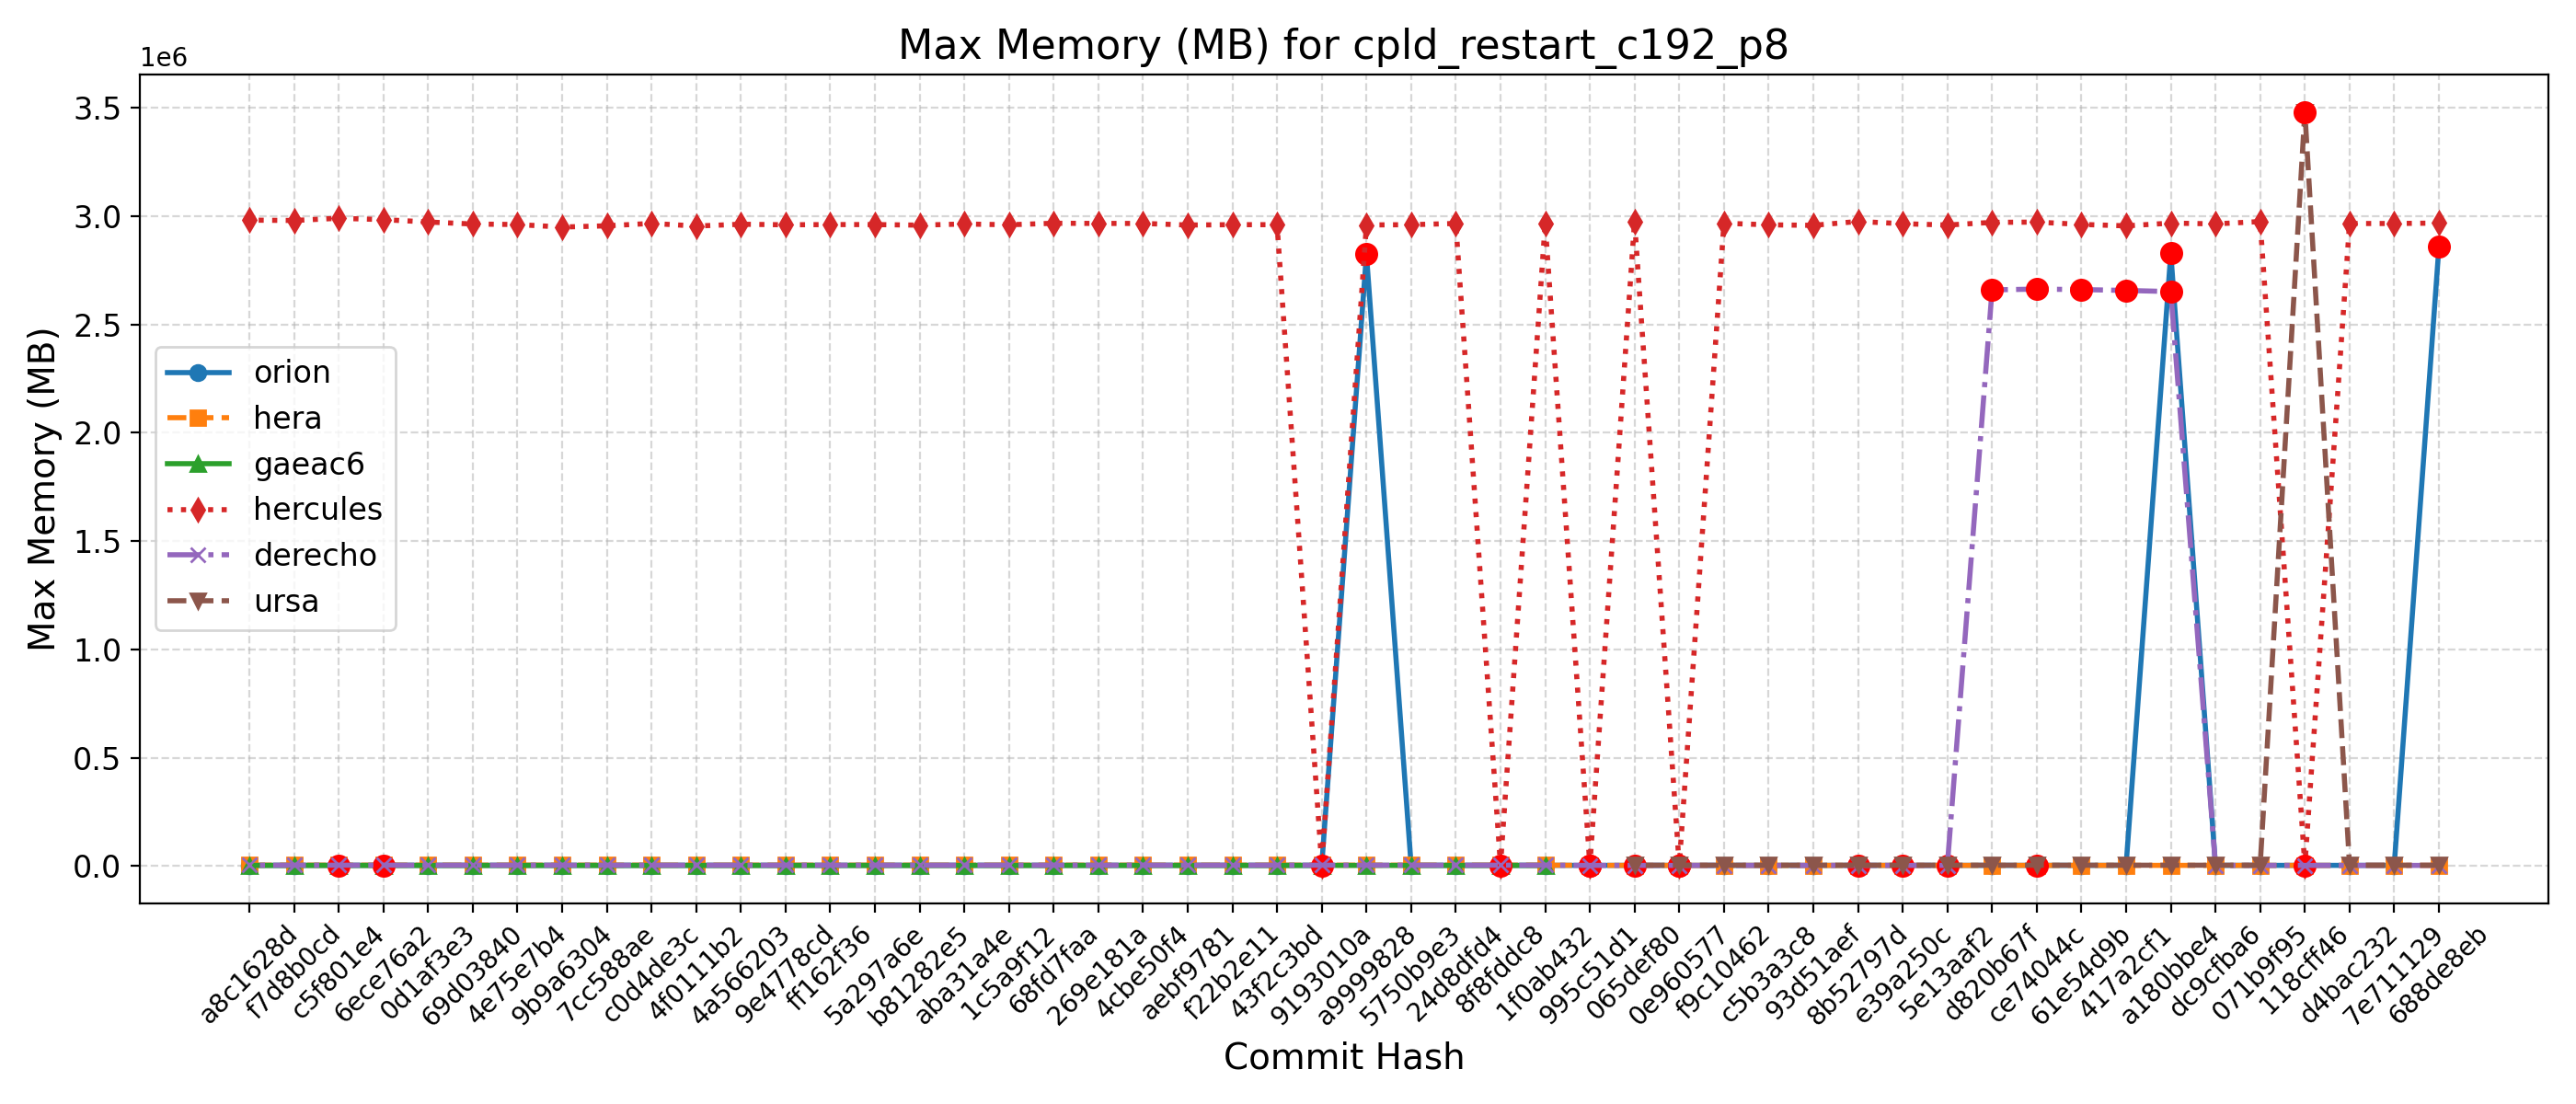 Max Memory (MB) for cpld_restart_c192_p8
1e6
3.5
3.0
2.5
2.0
1.5
1.0
0.5
0.0
Max Memory (MB)
orion
hera
gaeac6
hercules
derecho
ursa
a8c1628d
f7d8b0cd
c5f801e4
6ece76a2
0d1af3e3
69d03840
4e75e7b4
9b9a6304
7cc588ae
c0d4de3c
4f0111b2
4a566203
9e4778cd
ff162f36
5a297a6e
b81282e5
aba31a4e
1c5a9f12
68fd7faa
269e181a
4cbe50f4
aebf9781
f22b2e11
43f2c3bd
9193010a
a9999828
5750b9e3
24d8dfd4
8f8fddc8
1f0ab432
995c51d1
065def80
0e960577
f9c10462
c5b3a3c8
93d51aef
8b52797d
e39a250c
5e13aaf2
d820b67f
ce74044c
61e54d9b
417a2cf1
a180bbe4
dc9cfba6
071b9f95
118cff46
d4bac232
7e711129
688de8eb
Commit Hash